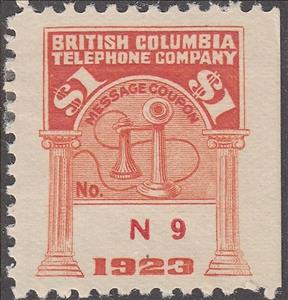 BRITISH COLUMBIA
TELEPHONE COMPANY
$1 $1
MESSAGE COUPON
No.
N 9
1923